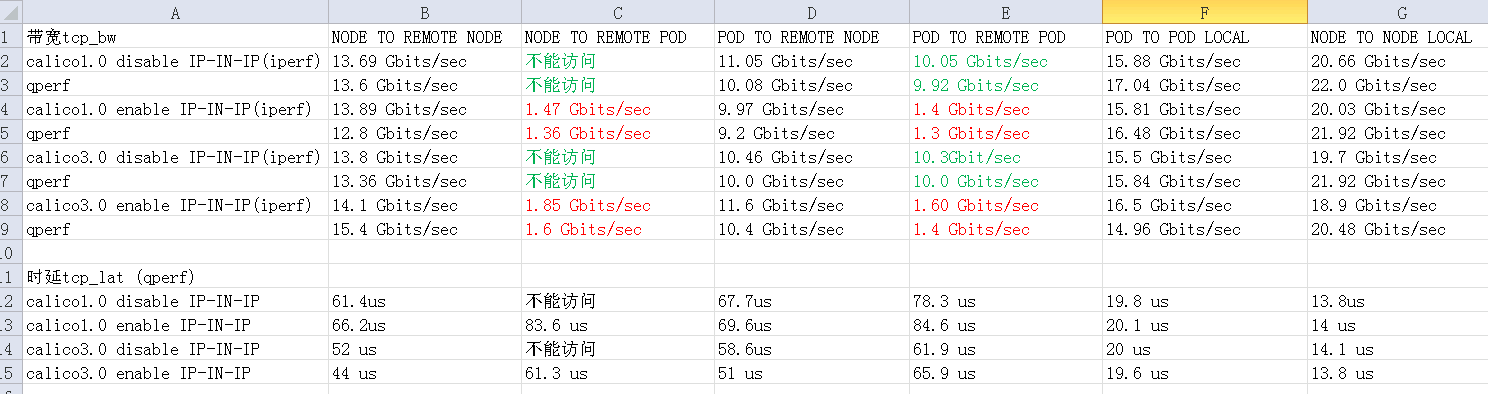 A B C D E F G
1 带宽tcp_bw NODE TO REMOTE NODE NODE TO REMOTE POD POD TO REMOTE NODE POD TO REMOTE POD POD TO POD LOCAL NODE TO NODE LOCAL
2 calico1.0 disable IP-IN-IP(iperf) 13.69 Gbits/sec 不能访问 11.05 Gbits/sec 10.05 Gbits/sec 15.88 Gbits/sec 20.66 Gbits/sec
3 qperf 13.6 Gbits/sec 不能访问 10.08 Gbits/sec 9.92 Gbits/sec 17.04 Gbits/sec 22.0 Gbits/sec
4 calico1.0 enable IP-IN-IP(iperf) 13.89 Gbits/sec 1.47 Gbits/sec 9.97 Gbits/sec 1.4 Gbits/sec 15.81 Gbits/sec 20.03 Gbits/sec
5 qperf 12.8 Gbits/sec 1.36 Gbits/sec 9.2 Gbits/sec 1.3 Gbits/sec 16.48 Gbits/sec 21.92 Gbits/sec
6 calico3.0 disable IP-IN-IP(iperf) 13.8 Gbits/sec 不能访问 10.46 Gbits/sec 10.3Gbit/sec 15.5 Gbits/sec 19.7 Gbits/sec
7 qperf 13.36 Gbits/sec 不能访问 10.0 Gbits/sec 10.0 Gbits/sec 15.84 Gbits/sec 21.92 Gbits/sec
8 calico3.0 enable IP-IN-IP(iperf) 14.1 Gbits/sec 1.85 Gbits/sec 11.6 Gbits/sec 1.60 Gbits/sec 16.5 Gbits/sec 18.9 Gbits/sec
9 qperf 15.4 Gbits/sec 1.6 Gbits/sec 10.4 Gbits/sec 1.4 Gbits/sec 14.96 Gbits/sec 20.48 Gbits/sec
10
11 时延tcp_lat (qperf)
12 calico1.0 disable IP-IN-IP 61.4us 不能访问 67.7us 78.3 us 19.8 us 13.8us
13 calico1.0 enable IP-IN-IP 66.2us 83.6 us 69.6us 84.6 us 20.1 us 14 us
14 calico3.0 disable IP-IN-IP 52 us 不能访问 58.6us 61.9 us 20 us 14.1 us
15 calico3.0 enable IP-IN-IP 44 us 61.3 us 51 us 65.9 us 19.6 us 13.8 us